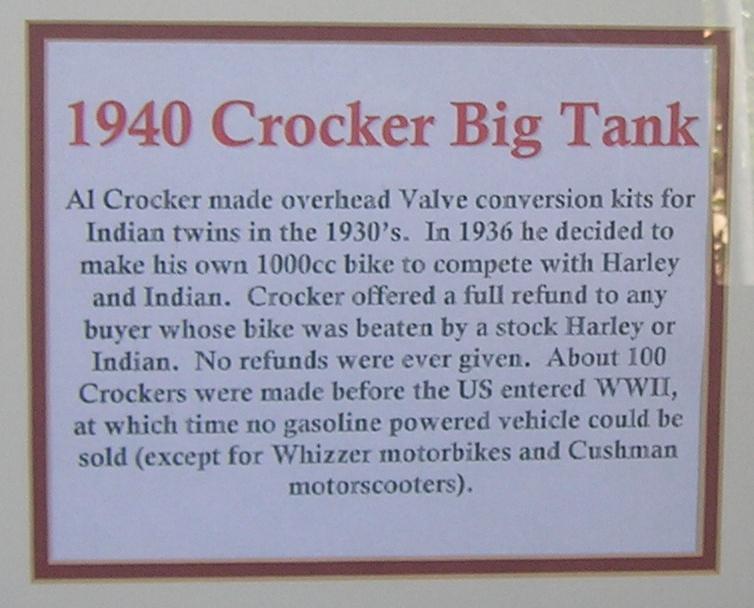 1940 Crocker Big Tank
Al Crocker made overhead Valve conversion kits for
Indian twins in the 1930's. In 1936 he decided to
make his own 1000cc bike to compete with Harley
and Indian. Crocker offered a full refund to any
buyer whose bike was beaten by a stock Harley or
Indian. No refunds were ever given. About 100
Crockers were made before the US entered WWII,
at which time no gasoline powered vehicle could be
sold (except for Whizzer motorbikes and Cushman
motorscooters).